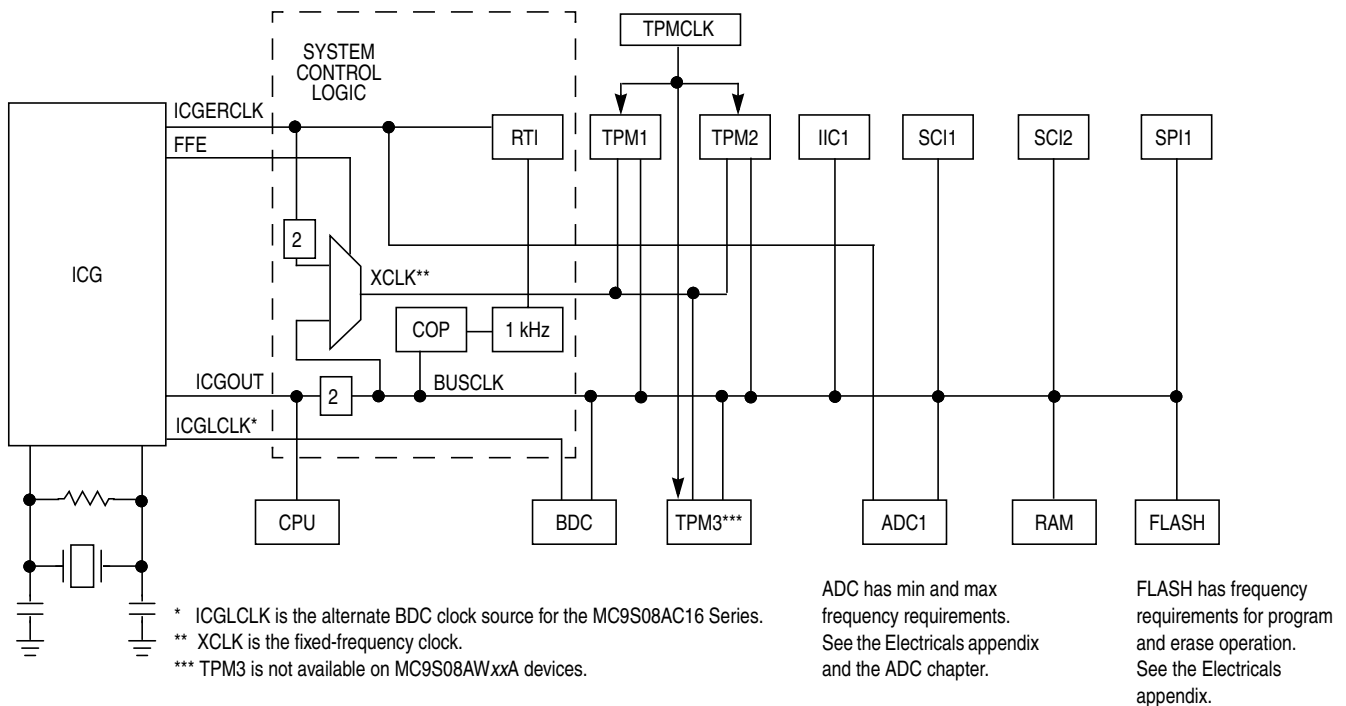 TPMCLK
SYSTEM
CONTROL
LOGIC
ICGERCLK
FFE
RTI
TPM1
TPM2
IIC1
SCI1
SCI2
SPI1
2
ICG
XCLK**
COP
1 kHz
ICGOUT
2
BUSCLK
ICGLCLK*
CPU
BDC
TPM3***
ADC1
RAM
FLASH
* ICGLCLK is the alternate BDC clock source for the MC9S08AC16 Series.
** XCLK is the fixed-frequency clock.
*** TPM3 is not available on MC9S08AWxxA devices.
ADC has min and max
frequency requirements.
See the Electricals appendix
and the ADC chapter.
FLASH has frequency
requirements for program
and erase operation.
See the Electricals
appendix.